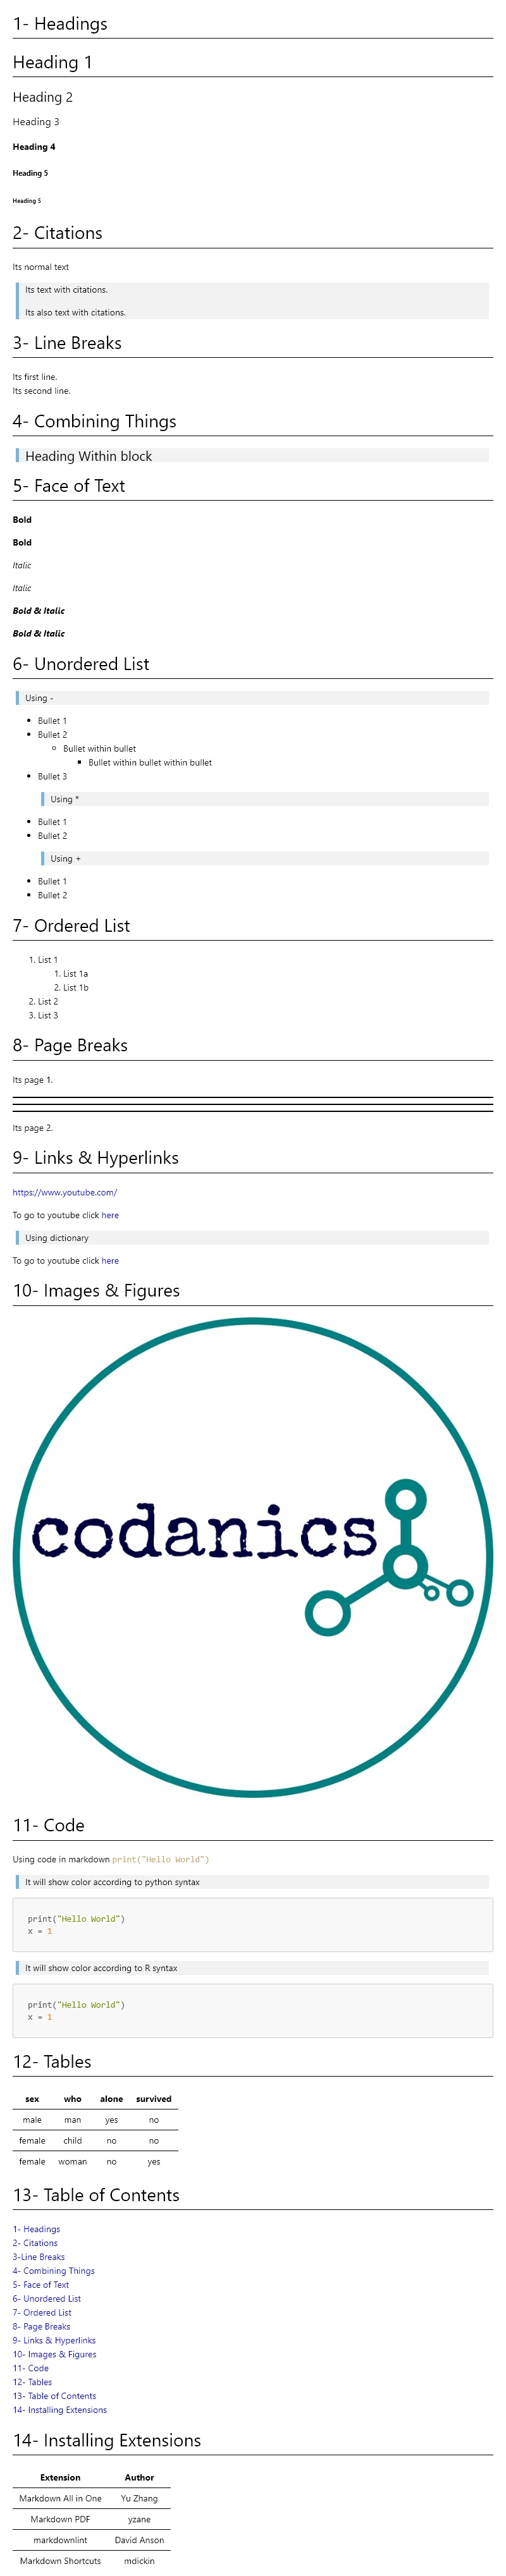 1- Headings
Heading 1
Heading 2
Heading 3
Heading 4
Heading 5
Heading 5
2- Citations
Its normal text
Its text with citations.
Its also text with citations.
3- Line Breaks
Its first line.
Its second line.
4- Combining Things
Heading Within block
5- Face of Text
Bold
Bold
Italic
Italic
Bold & Italic
Bold & Italic
6- Unordered List
Using -
Bullet 1
Bullet 2
Bullet within bullet
Bullet within bullet within bullet
Bullet 3
Using *
Bullet 1
Bullet 2
Using +
Bullet 1
Bullet 2
7- Ordered List
1. List 1
1. List 1a
2. List 1b
2. List 2
3. List 3
8- Page Breaks
Its page 1.
Its page 2.
9- Links & Hyperlinks
https://www.youtube.com/
To go to youtube click here
Using dictionary
To go to youtube click here
10- Images & Figures
codanics
11- Code
Using code in markdown print("Hello World")
It will show color according to python syntax
print("Hello World")
x = 1
It will show color according to R syntax
print("Hello World")
x = 1
12- Tables
sex who alone survived
male man yes no
female child no no
female woman no yes
13- Table of Contents
1- Headings
2- Citations
3-Line Breaks
4- Combining Things
5- Face of Text
6- Unordered List
7- Ordered List
8- Page Breaks
9- Links & Hyperlinks
10- Images & Figures
11- Code
12- Tables
13- Table of Contents
14- Installing Extensions
14- Installing Extensions
Extension Author
Markdown All in One Yu Zhang
Markdown PDF yzane
markdownlint David Anson
Markdown Shortcuts mdickin